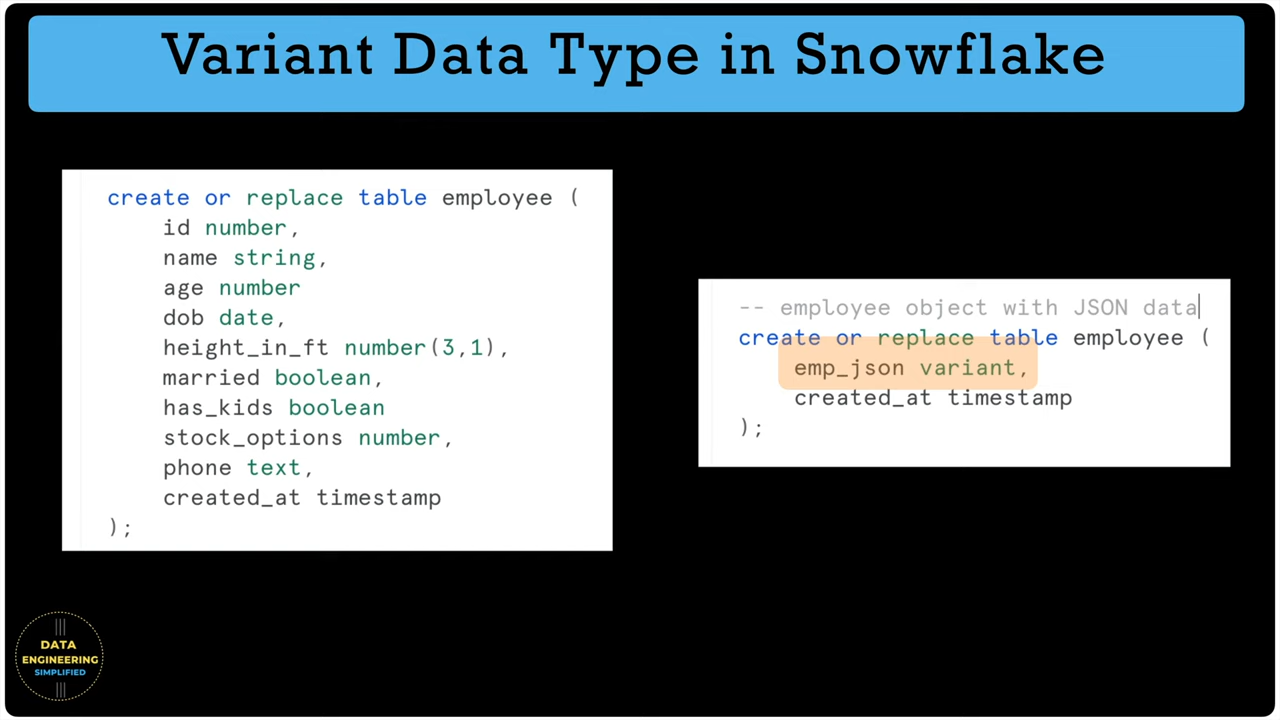 Variant Data Type in Snowflake
create or replace table employee (
id number,
name string,
age number
dob date,
height_in_ft number(3,1),
married boolean,
has_kids boolean
stock_options number,
phone text,
created_at timestamp
);
-- employee object with JSON data
create or replace table employee (
emp_json variant,
created_at timestamp
);
DATA
ENGINEERING
SIMPLIFIED